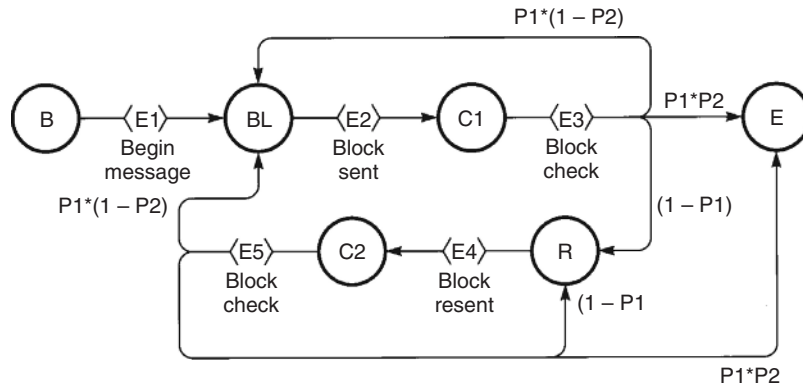 P1*(1 – P2)
B
⟨E1⟩
BL
⟨E2⟩
C1
⟨E3⟩
P1*P2
E
Begin
message
Block
sent
Block
check
P1*(1 – P2)
(1 – P1)
⟨E5⟩
C2
⟨E4⟩
R
Block
check
Block
resent
(1 – P1
P1*P2